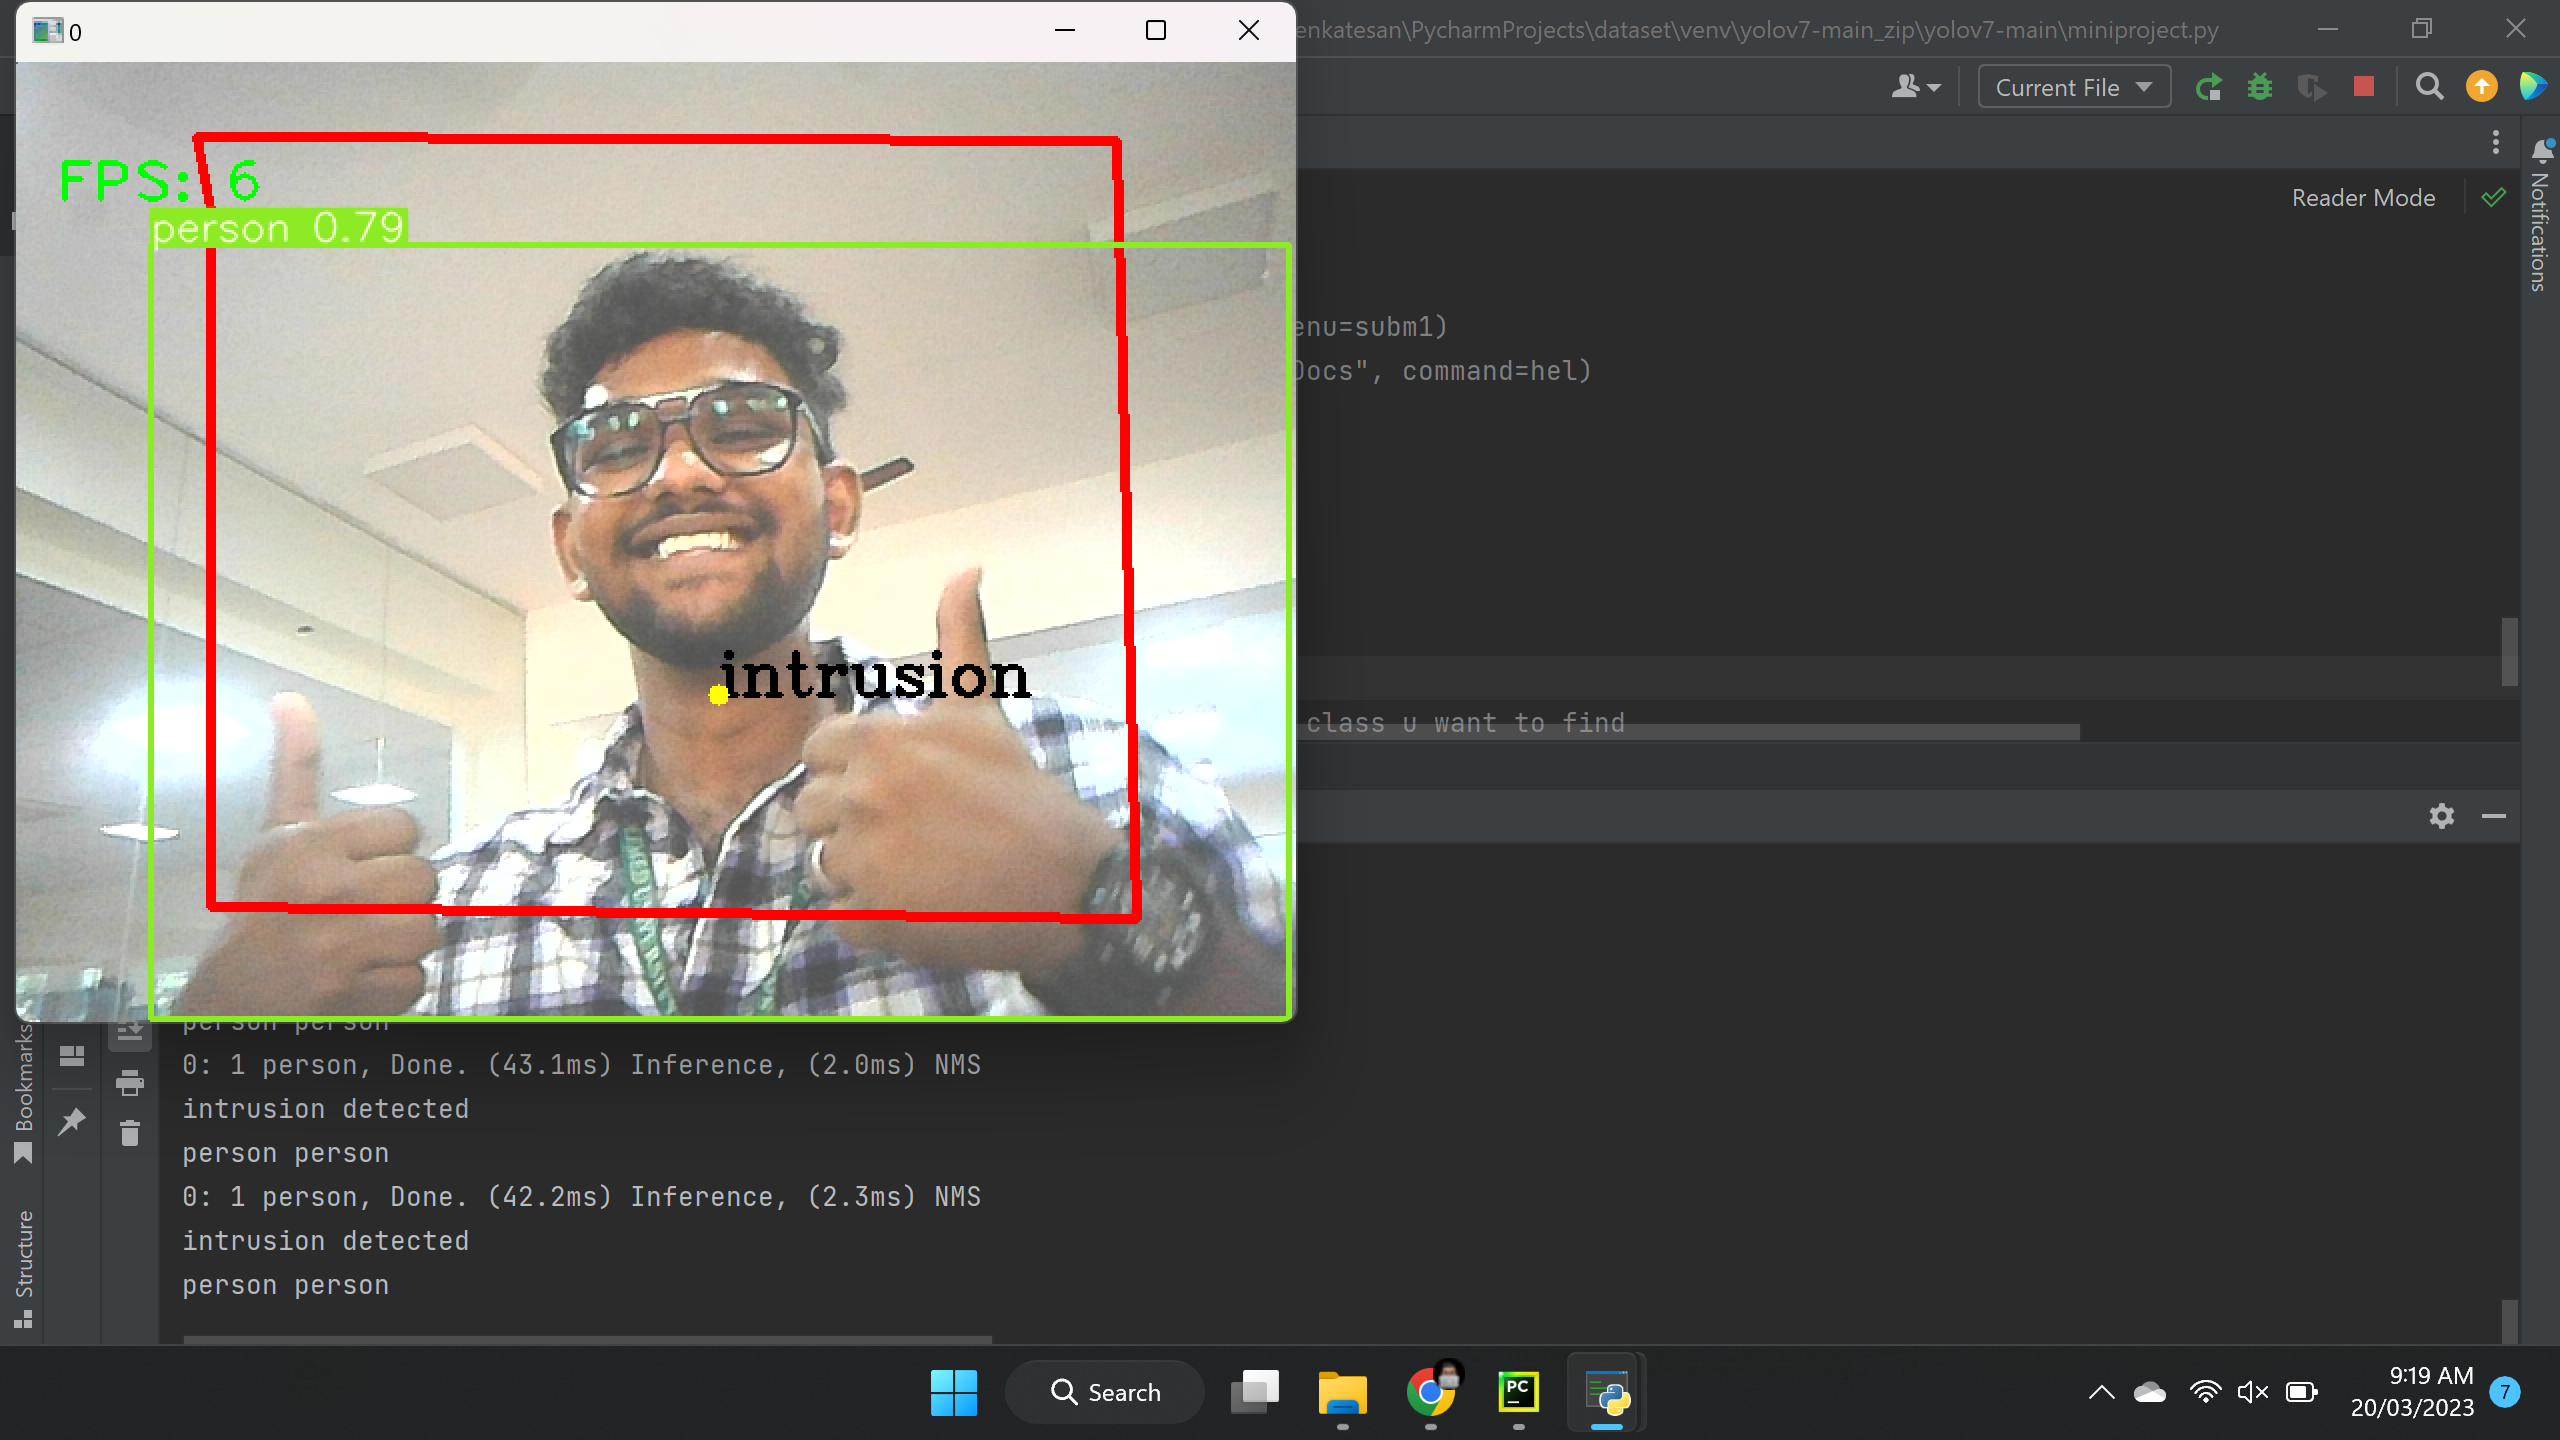 0
enkatesan\PycharmProjects\dataset\venv\yolov7-main_zip\yolov7-main\miniproject.py
Current File
FPS: 6
person 0.79
Reader Mode
Notifications
enu=subm1)
Docs", command=hel)
intrusion
class u want to find
person person
0: 1 person, Done. (43.1ms) Inference, (2.0ms) NMS
intrusion detected
person person
0: 1 person, Done. (42.2ms) Inference, (2.3ms) NMS
intrusion detected
person person
Bookmarks
Structure
Search
PC
9:19 AM
20/03/2023
7